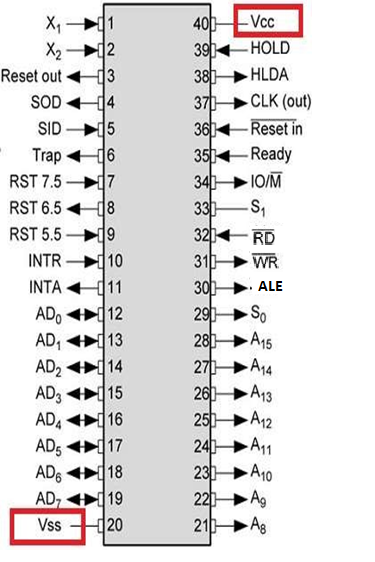 X₁ 1 40 Vcc
X₂ 2 39 HOLD
Reset out 3 38 HLDA
SOD 4 37 CLK (out)
SID 5 36 R̅e̅s̅e̅t̅ ̅i̅n̅
Trap 6 35 Ready
RST 7.5 7 34 IO/M̅
RST 6.5 8 33 S₁
RST 5.5 9 32 R̅D̅
INTR 10 31 W̅R̅
INTA 11 30 ALE
AD₀ 12 29 S₀
AD₁ 13 28 A₁₅
AD₂ 14 27 A₁₄
AD₃ 15 26 A₁₃
AD₄ 16 25 A₁₂
AD₅ 17 24 A₁₁
AD₆ 18 23 A₁₀
AD₇ 19 22 A₉
Vss 20 21 A₈